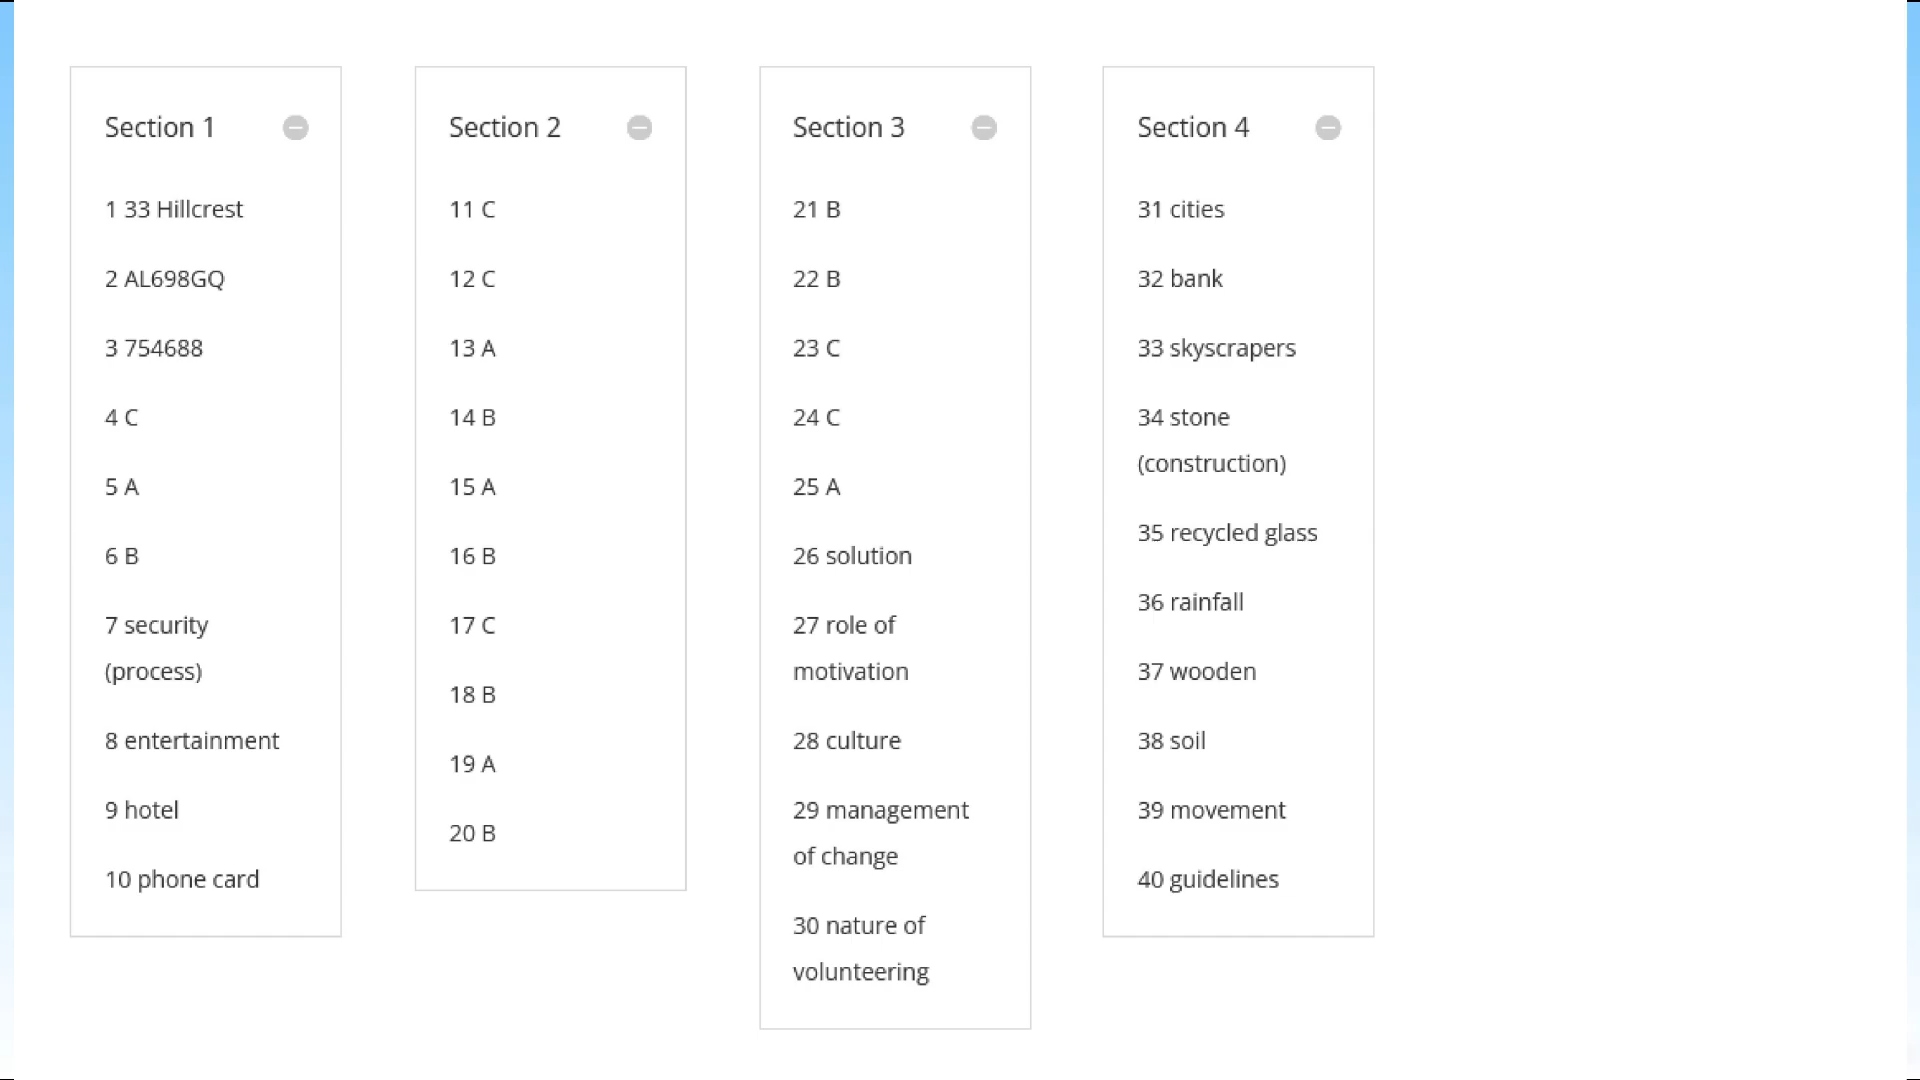 Section 1
1 33 Hillcrest
2 AL698GQ
3 754688
4 C
5 A
6 B
7 security
(process)
8 entertainment
9 hotel
10 phone card
Section 2
11 C
12 C
13 A
14 B
15 A
16 B
17 C
18 B
19 A
20 B
Section 3
21 B
22 B
23 C
24 C
25 A
26 solution
27 role of
motivation
28 culture
29 management
of change
30 nature of
volunteering
Section 4
31 cities
32 bank
33 skyscrapers
34 stone
(construction)
35 recycled glass
36 rainfall
37 wooden
38 soil
39 movement
40 guidelines